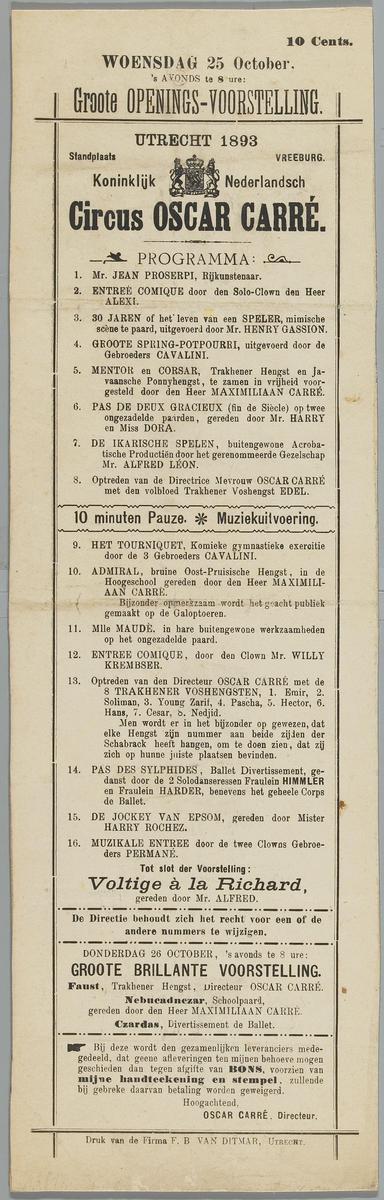 10 Cents.
WOENSDAG 25 October.
's AVONDS te 8 ure:
Groote OPENINGS-VOORSTELLING.
UTRECHT 1893
Standplaats VREEBURG.
Koninklijk Nederlandsch
Circus OSCAR CARRÉ.
PROGRAMMA:
1. Mr. JEAN PROSERPI, Rijkunstenaar.
2. ENTREÉ COMIQUE door den Solo-Clown den Heer
ALEXI.
3. 30 JAREN of het leven van een SPELER, mimische
scène te paard, uitgevoerd door Mr. HENRY GASSION.
4. GROOTE SPRING-POTPOURRI, uitgevoerd door de
Gebroeders CAVALINI.
5. MENTOR en CORSAR, Trakhener Hengst en Ja-
vaansche Ponnyhengst, te zamen in vrijheid voor-
gesteld door den Heer MAXIMILIAAN CARRÉ.
6. PAS DE DEUX GRACIEUX (fin de Siècle) op twee
ongezadelde paarden, gereden door Mr. HARRY
en Miss DORA.
7. DE IKARISCHE SPELEN, buitengewone Acroba-
tische Productiën door het gerenommeerde Gezelschap
Mr. ALFRED LÉON.
8. Optreden van de Directrice Mevrouw OSCAR CARRÉ
met den volbloed Trakhener Voshengst EDEL.
10 minuten Pauze. ✻ Muziekuitvoering.
9. HET TOURNIQUET, Komieke gymnastieke exercitie
door de 3 Gebroeders CAVALINI.
10. ADMIRAL, bruine Oost-Pruisische Hengst, in de
Hoogeschool gereden door den Heer MAXIMILI-
AAN CARRÉ.
Bijzonder opmerkzaam wordt het geacht publiek
gemaakt op de Galoptoeren.
11. Mlle MAUDE, in hare buitengewone werkzaamheden
op het ongezadelde paard.
12. ENTREE COMIQUE, door den Clown Mr. WILLY
KREMBSER.
13. Optreden van den Directeur OSCAR CARRÉ met de
8 TRAKHENER VOSHENGSTEN, 1. Emir, 2.
Soliman, 3. Young Zarif, 4. Pascha, 5. Hector, 6.
Hans, 7. Cesar, 8. Nedjid.
Men wordt er in het bijzonder op gewezen, dat
elke Hengst zijn nummer aan beide zijden der
Schabrack heeft hangen, om te doen zien, dat zij
zich op hunne juiste plaatsen bevinden.
14. PAS DES SYLPHIDES, Ballet Divertissement, ge-
danst door de 2 Solodanseressen Fraulein HIMMLER
en Fraulein HARDER, benevens het geheele Corps
de Ballet.
15. DE JOCKEY VAN EPSOM, gereden door Mister
HARRY ROCHEZ.
16. MUZIKALE ENTREE door de twee Clowns Gebroe-
ders PERMANÉ.
Tot slot der Voorstelling:
Voltige à la Richard,
gereden door Mr. ALFRED.
De Directie behoudt zich het recht voor een of de
andere nummers te wijzigen.
DONDERDAG 26 OCTOBER, 's avonds te 8 ure:
GROOTE BRILLANTE VOORSTELLING.
Faust, Trakhener Hengst, Directeur OSCAR CARRÉ.
Nebucadnezar, Schoolpaard,
gereden door den Heer MAXIMILIAAN CARRÉ.
Czardas, Divertissement de Ballet.
☛ Bij deze wordt den gezamenlijken leveranciers mede-
gedeeld, dat geene afleveringen ten mijnen behoeve mogen
geschieden dan tegen afgifte van BONS, voorzien van
mijne handteekening en stempel, zullende
bij gebreke daarvan betaling worden geweigerd.
Hoogachtend,
OSCAR CARRÉ, Directeur.
Druk van de Firma F. B VAN DITMAR, UTRECHT.